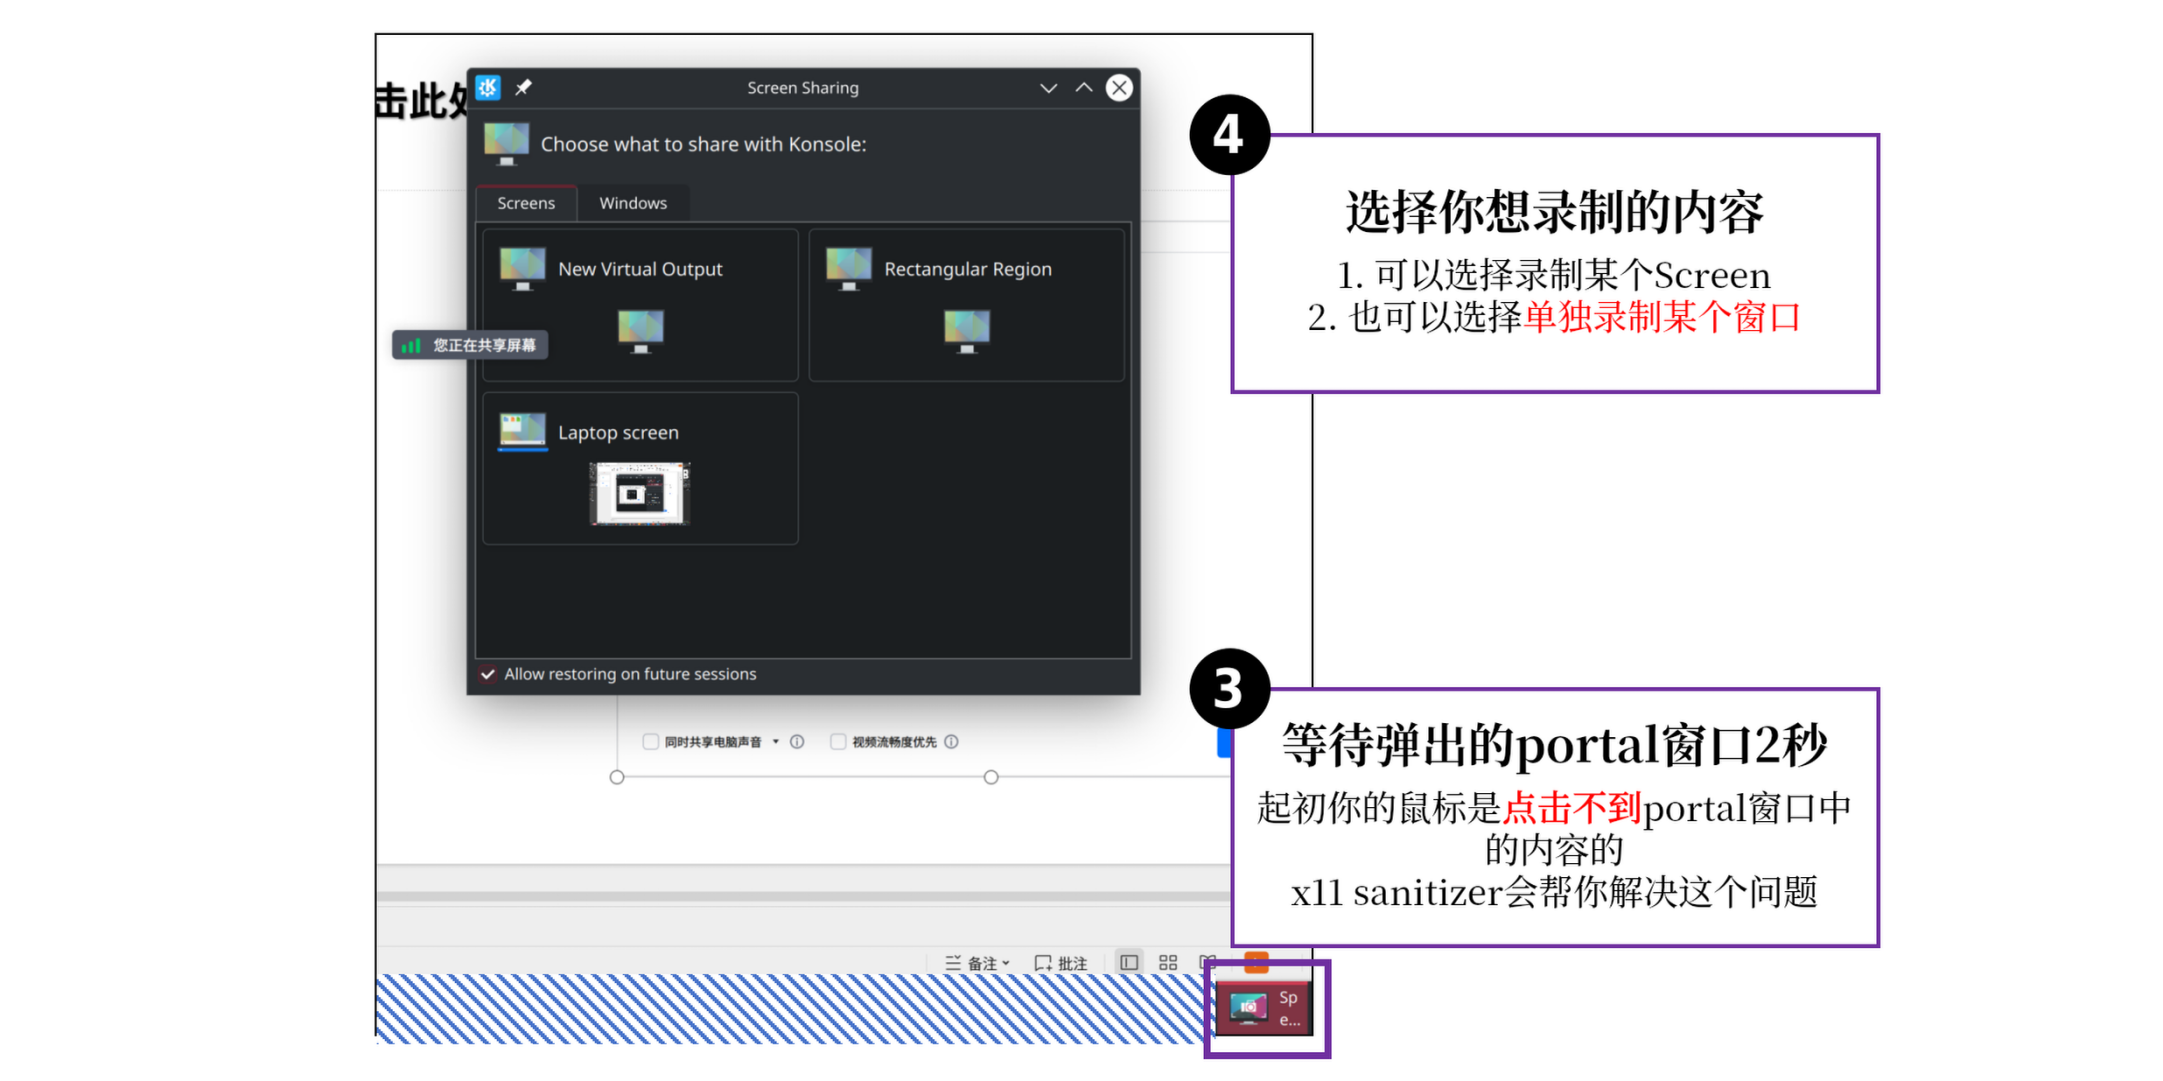 击此处
Screen Sharing
Choose what to share with Konsole:
Screens
Windows
New Virtual Output
Rectangular Region
您正在共享屏幕
Laptop screen
Allow restoring on future sessions
同时共享电脑声音
视频流畅度优先
备注
批注
Sp
e...
4
选择你想录制的内容
1. 可以选择录制某个Screen
2. 也可以选择单独录制某个窗口
3
等待弹出的portal窗口2秒
起初你的鼠标是点击不到portal窗口中
的内容的
x11 sanitizer会帮你解决这个问题